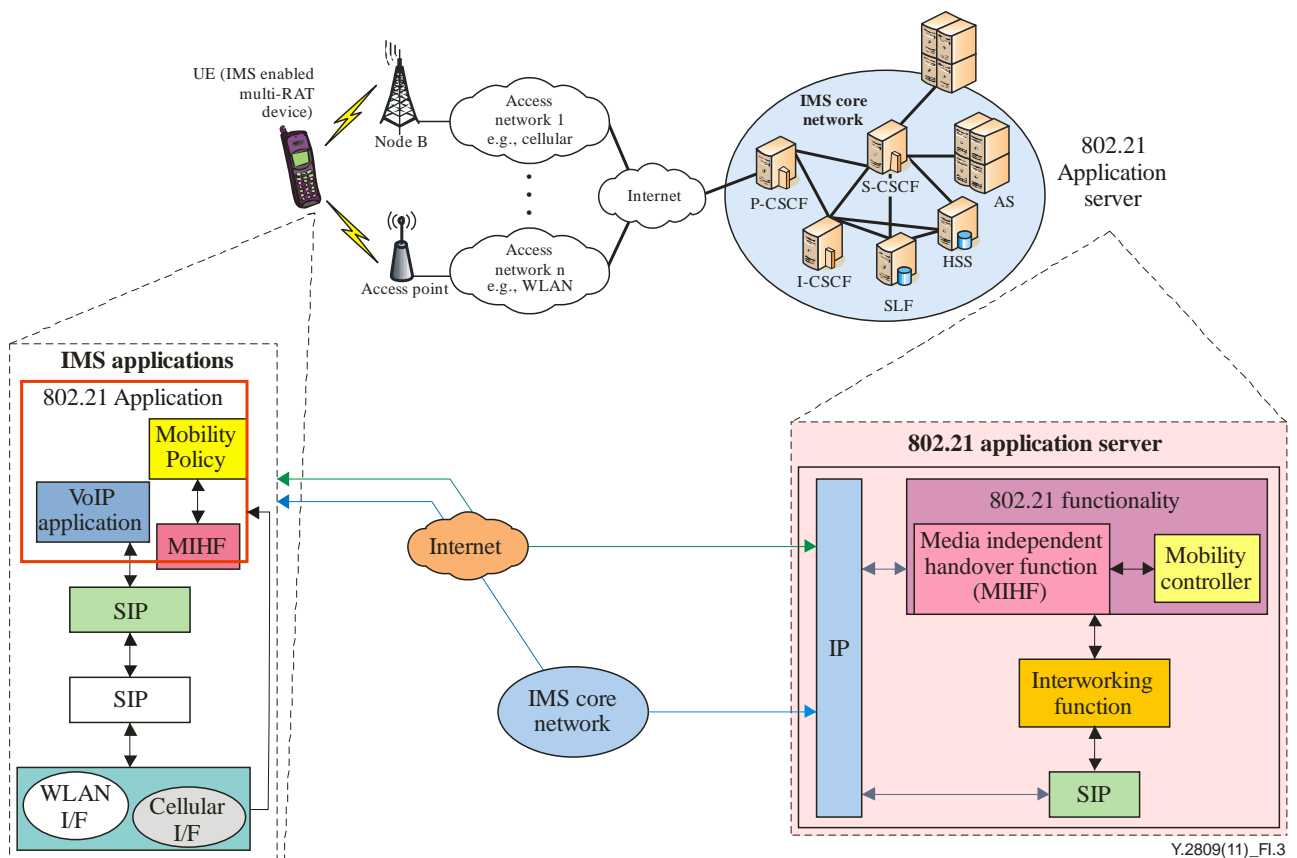 UE (IMS enabled
multi-RAT
device)
Node B
Access
network 1
e.g., cellular
Internet
Access point
Access
network n
e.g., WLAN
IMS core
network
P-CSCF
S-CSCF
AS
I-CSCF
SLF
HSS
802.21
Application
server
IMS applications
802.21 Application
Mobility
Policy
VoIP
application
MIHF
SIP
SIP
WLAN
I/F
Cellular
I/F
Internet
IMS core
network
802.21 application server
IP
802.21 functionality
Media independent
handover function
(MIHF)
Mobility
controller
Interworking
function
SIP
Y.2809(11)_FI.3